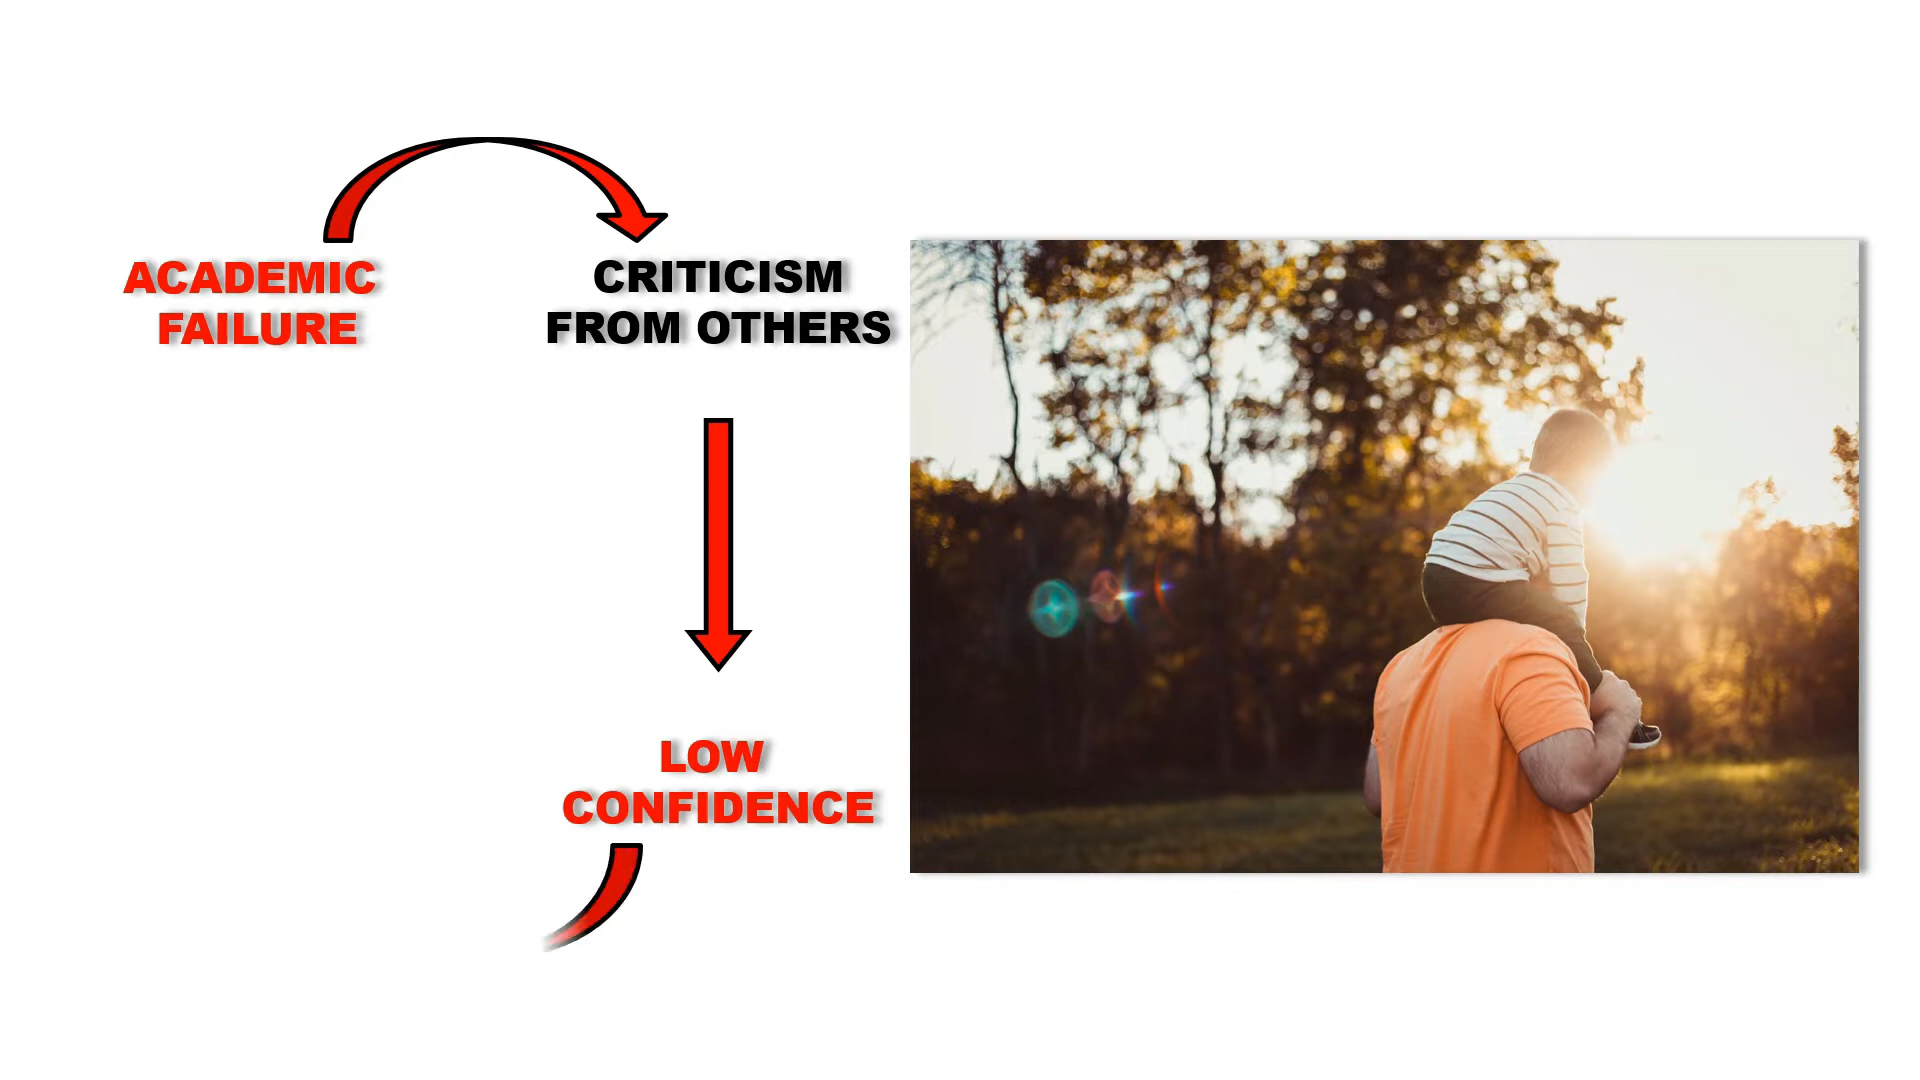 ACADEMIC
FAILURE
CRITICISM
FROM OTHERS
LOW
CONFIDENCE